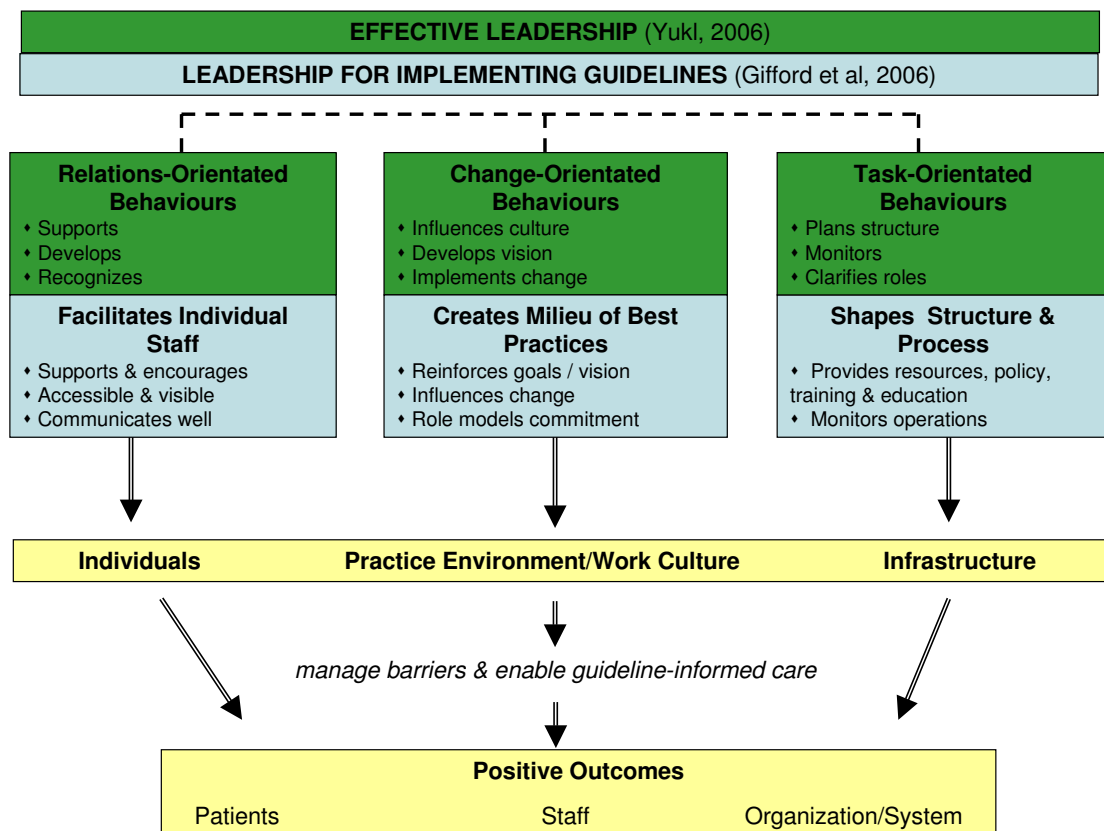 EFFECTIVE LEADERSHIP (Yukl, 2006)
LEADERSHIP FOR IMPLEMENTING GUIDELINES (Gifford et al, 2006)
Relations-Orientated
Behaviours
♦ Supports
♦ Develops
♦ Recognizes
Facilitates Individual
Staff
♦ Supports & encourages
♦ Accessible & visible
♦ Communicates well
Change-Orientated
Behaviours
♦ Influences culture
♦ Develops vision
♦ Implements change
Creates Milieu of Best
Practices
♦ Reinforces goals / vision
♦ Influences change
♦ Role models commitment
Task-Orientated
Behaviours
♦ Plans structure
♦ Monitors
♦ Clarifies roles
Shapes Structure &
Process
♦ Provides resources, policy,
training & education
♦ Monitors operations
Individuals Practice Environment/Work Culture Infrastructure
manage barriers & enable guideline-informed care
Positive Outcomes
Patients Staff Organization/System